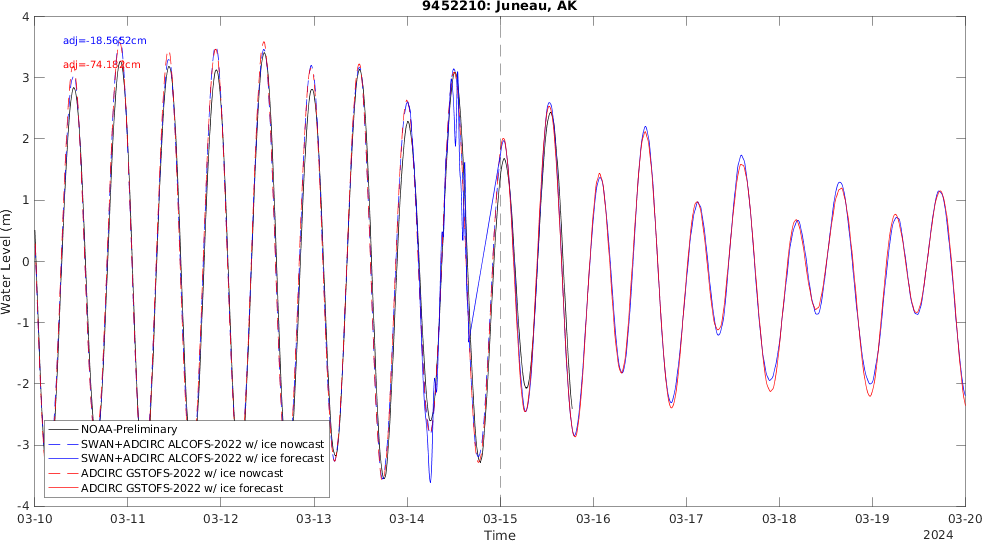 9452210: Juneau, AK
adj=-18.5652cm
adj=-74.182cm
Water Level (m)
4
3
2
1
0
-1
-2
-3
-4
NOAA-Preliminary
SWAN+ADCIRC ALCOFS-2022 w/ ice nowcast
SWAN+ADCIRC ALCOFS-2022 w/ ice forecast
ADCIRC GSTOFS-2022 w/ ice nowcast
ADCIRC GSTOFS-2022 w/ ice forecast
03-10 03-11 03-12 03-13 03-14 03-15 03-16 03-17 03-18 03-19 03-20
Time
2024